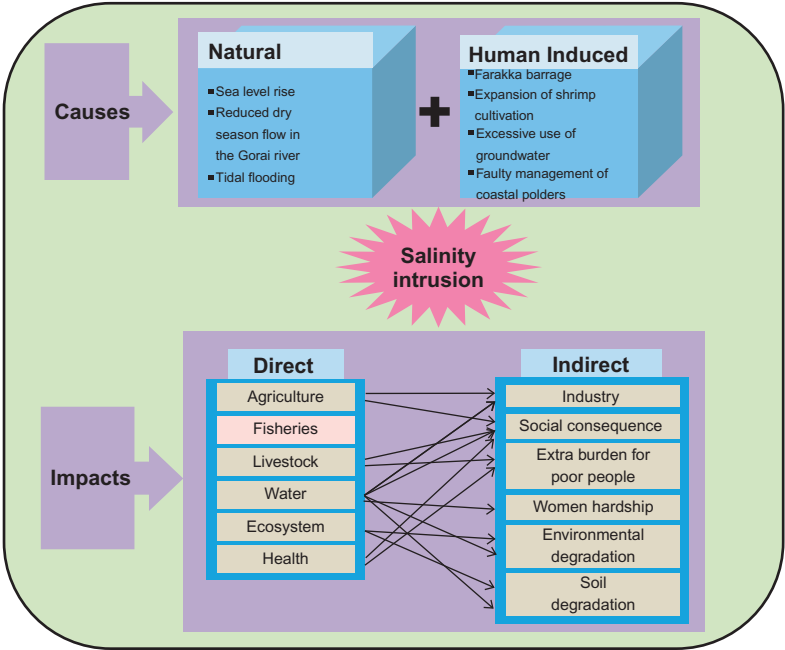 Causes
Natural
▪Sea level rise
▪Reduced dry
season flow in
the Gorai river
▪Tidal flooding
+
Human Induced
▪Farakka barrage
▪Expansion of shrimp
cultivation
▪Excessive use of
groundwater
▪Faulty management of
coastal polders
Salinity
intrusion
Impacts
Direct
Agriculture
Fisheries
Livestock
Water
Ecosystem
Health
Indirect
Industry
Social consequence
Extra burden for
poor people
Women hardship
Environmental
degradation
Soil
degradation